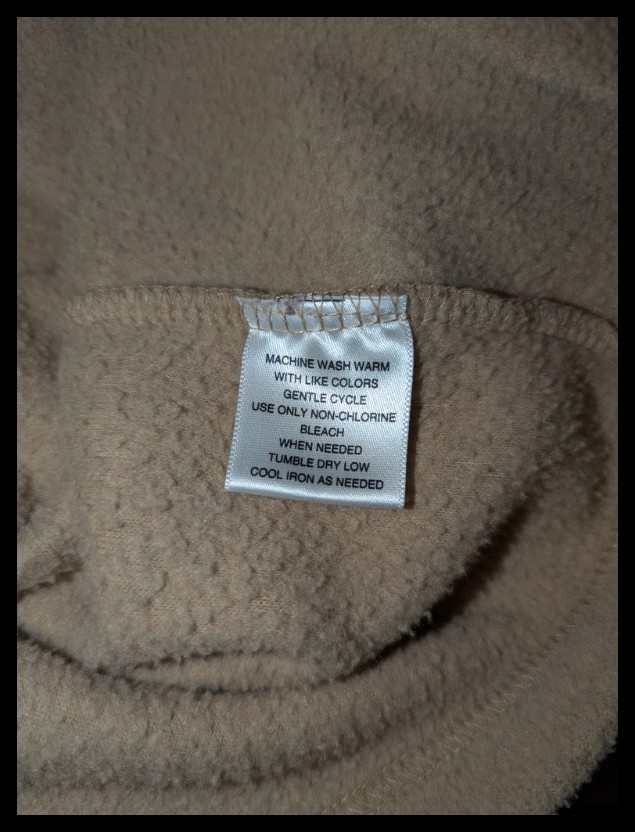 MACHINE WASH WARM
WITH LIKE COLORS
GENTLE CYCLE
USE ONLY NON-CHLORINE
BLEACH
WHEN NEEDED
TUMBLE DRY LOW
COOL IRON AS NEEDED